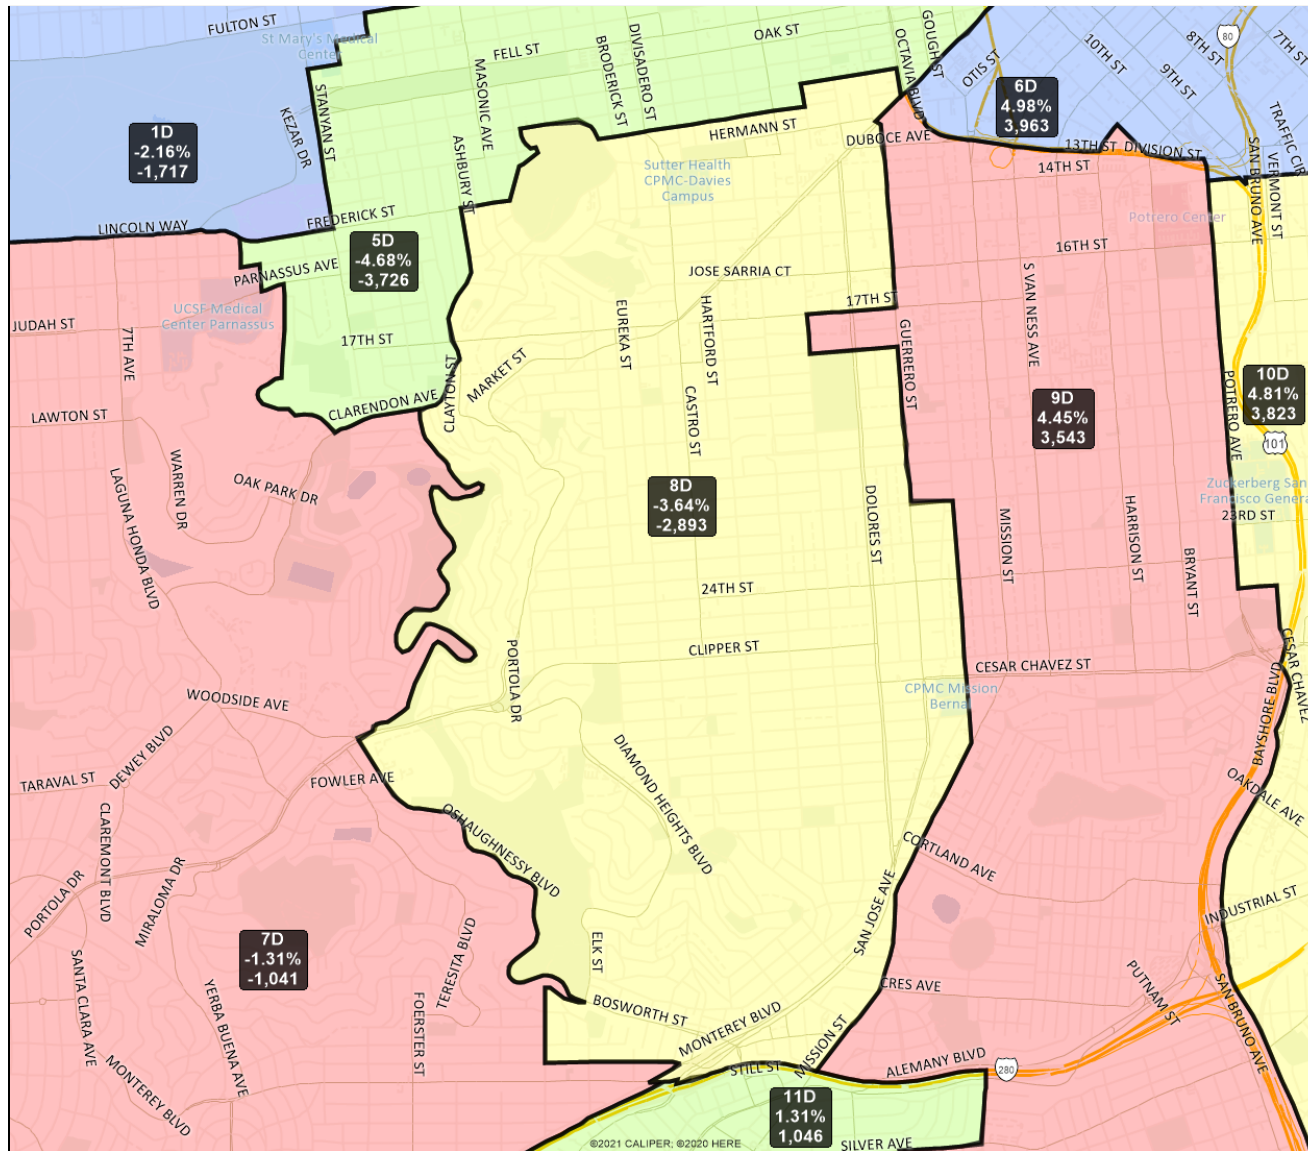 FULTON ST
St Mary's Medical
Center
FELL ST
OAK ST
DIVISADERO ST
BRODERICK ST
MASONIC AVE
STANYAN ST
KEZAR DR
ASHBURY ST
OCTAVIA BLVD
GOUGH ST
OTIS ST
10TH ST
9TH ST
8TH ST
7TH ST
80
1D
-2.16%
-1,717
6D
4.98%
3,963
HERMANN ST
DUBOCE AVE
13TH ST
DIVISION ST
14TH ST
TRAFFIC CIR
VERMONT ST
SAN BRUNO AVE
Sutter Health
CPMC-Davies
Campus
Potrero Center
LINCOLN WAY
FREDERICK ST
PARNASSUS AVE
5D
-4.68%
-3,726
16TH ST
JOSE SARRIA CT
17TH ST
UCSF Medical
Center Parnassus
JUDAH ST
7TH AVE
17TH ST
EUREKA ST
HARTFORD ST
GUERRERO ST
S VAN NESS AVE
MARKET ST
CLAYTON ST
CLARENDON AVE
LAWTON ST
CASTRO ST
9D
4.45%
3,543
10D
4.81%
3,823
POTRERO AVE
101
WARREN DR
OAK PARK DR
LAGUNA HONDA BLVD
8D
-3.64%
-2,893
DOLORES ST
MISSION ST
HARRISON ST
BRYANT ST
Zuckerberg San
Francisco Genera
23RD ST
24TH ST
CLIPPER ST
PORTOLA DR
CESAR CHAVEZ ST
CESAR CHAVEZ
CPMC Mission
Bernal
WOODSIDE AVE
DEWEY BLVD
TARAVAL ST
FOWLER AVE
DIAMOND HEIGHTS BLVD
BAYSHORE BLVD
OAKDALE AVE
CLAREMONT BLVD
OSHAUGHNESSY BLVD
CORTLAND AVE
PORTOLA DR
MIRALOMA DR
SAN JOSE AVE
INDUSTRIAL ST
7D
-1.31%
-1,041
TERESITA BLVD
ELK ST
SANTA CLARA AVE
YERBA BUENA AVE
FOERSTER ST
CRES AVE
PUTNAM ST
SAN BRUNO AVE
BOSWORTH ST
MONTEREY BLVD
MISSION ST
MONTEREY BLVD
STILL ST
ALEMANY BLVD
280
11D
1.31%
1,046
©2021 CALIPER; ©2020 HERE
SILVER AVE